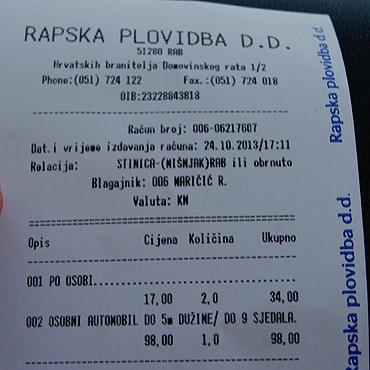 RAPSKA PLOVIDBA D.D.
51280 RAB
Hrvatskih branitelja Domovinskog rata 1/2
Phone:(051) 724 122 Fax.:(051) 724 018
OIB:23228843818
Račun broj: 006-06217607
Dat.i vrijeme izdavanja računa: 24.10.2013/17:11
Relacija: STINICA-(MIŠNJAK)RAB ili obrnuto
Blagajnik: 006 MARIČIĆ R.
Valuta: KN
Opis Cijena Količina Ukupno
001 PO OSOBI
17,00 2,0 34,00
002 OSOBNI AUTOMOBIL DO 5m DUŽINE/ DO 9 SJEDALA.
98,00 1,0 98,00
Rapska plovidba d.d
Rapska plovidba d.d.